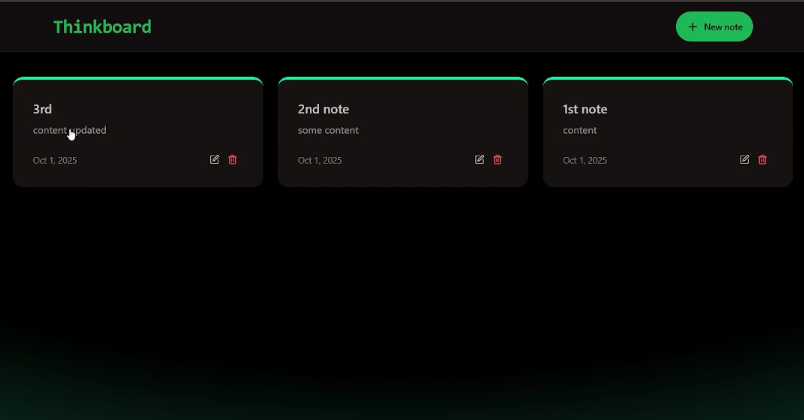 Thinkboard
+ New note
3rd
content updated
Oct 1, 2025
2nd note
some content
Oct 1, 2025
1st note
content
Oct 1, 2025